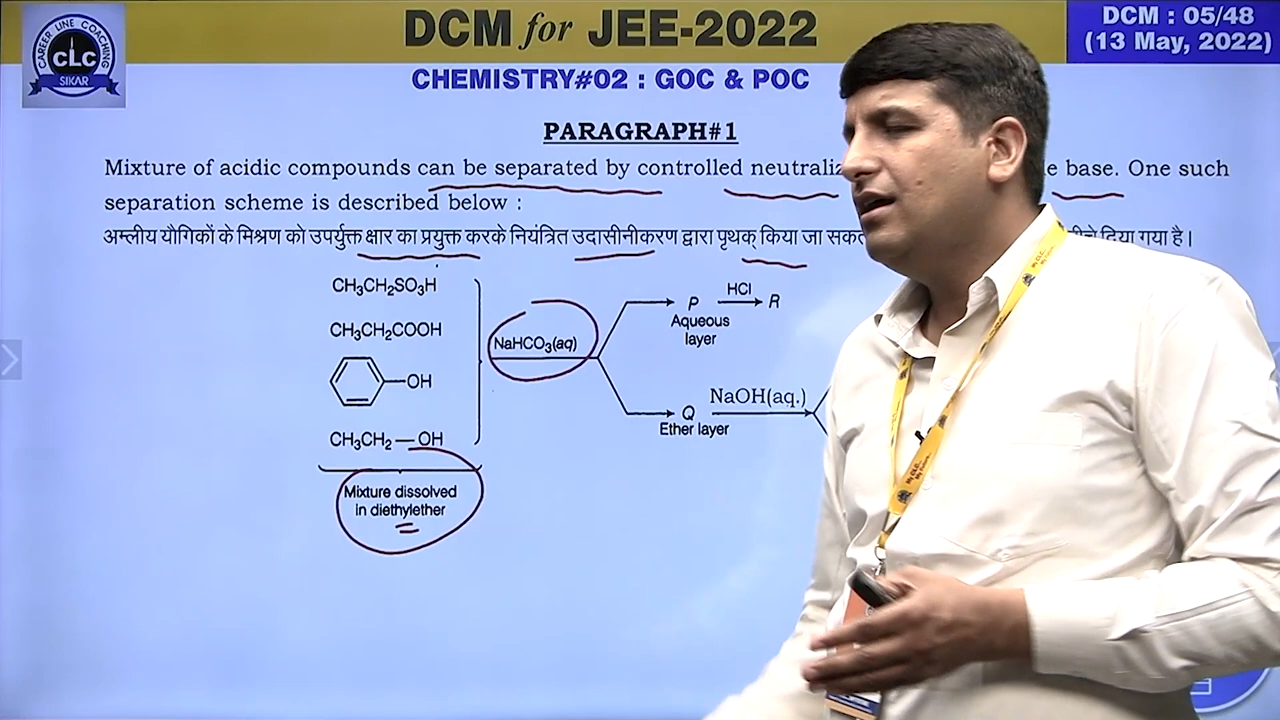 DCM for JEE-2022
DCM : 05/48
(13 May, 2022)
CAREER LINE COACHING
CLC
SIKAR
CHEMISTRY#02 : GOC & POC
PARAGRAPH#1
Mixture of acidic compounds can be separated by controlled base. One such
separation scheme is described below :
अम्लीय यौगिकों के मिश्रण को उपर्युक्त क्षार का प्रयुक्त करके नियंत्रित उदासीनीकरण द्वारा पृथक् किया जा दिया गया है।
CH₃CH₂SO₃H
CH₃CH₂COOH
OH
CH₃CH₂—OH
Mixture dissolved
in diethylether
NaHCO₃(aq)
P HCl R
Aqueous
layer
Q NaOH(aq.)
Ether layer